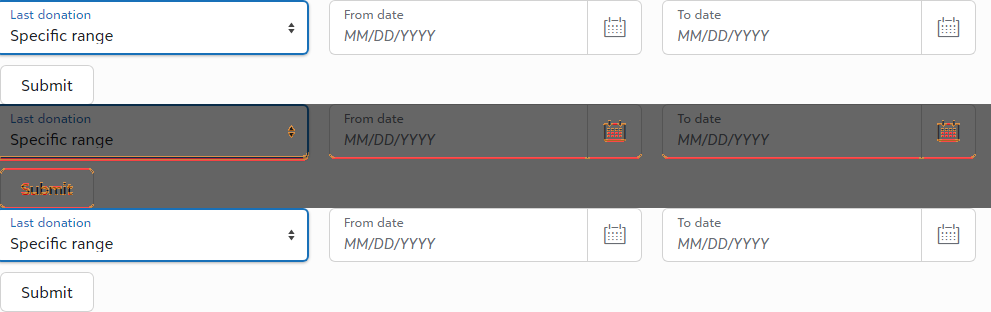 Last donation From date To date
Specific range MM/DD/YYYY MM/DD/YYYY
Submit
Last donation From date To date
Specific range MM/DD/YYYY MM/DD/YYYY
Submit
Last donation From date To date
Specific range MM/DD/YYYY MM/DD/YYYY
Submit